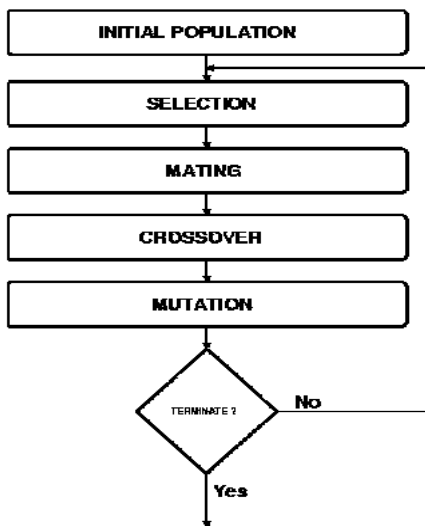 INITIAL POPULATION
SELECTION
MATING
CROSSOVER
MUTATION
TERMINATE ?
No
Yes